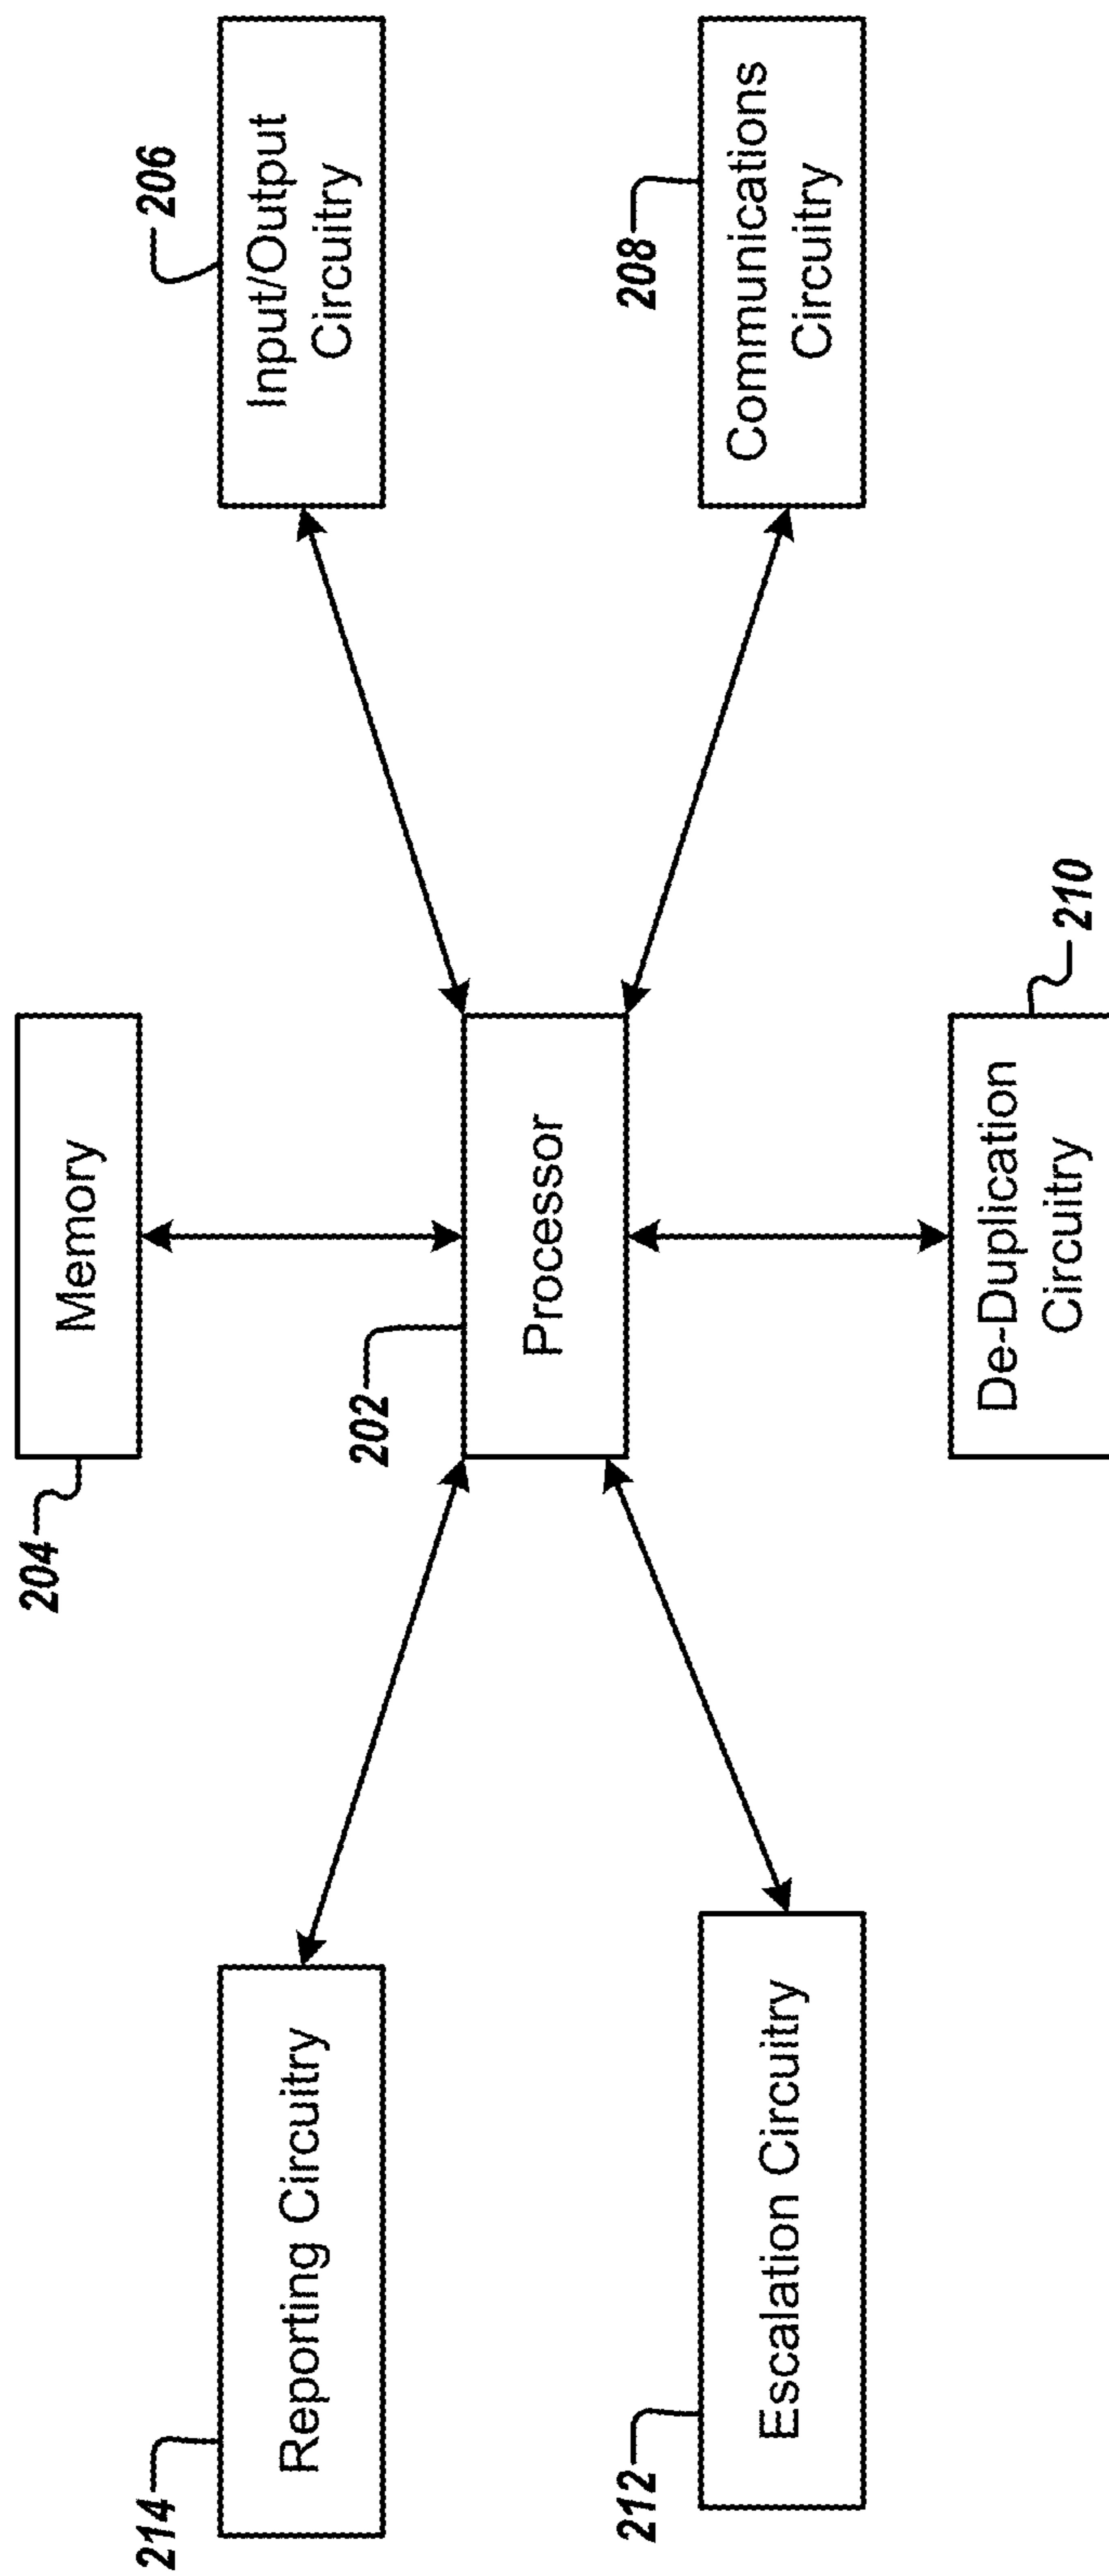 204
Memory
206
Input/Output
Circuitry
214
Reporting Circuitry
202
Processor
208
Communications
Circuitry
212
Escalation Circuitry
210
De-Duplication
Circuitry